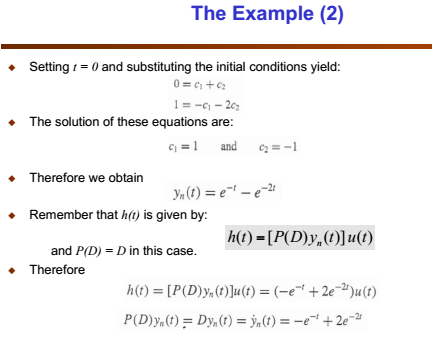 The Example (2)
Setting t = 0 and substituting the initial conditions yield:
0 = c₁ + c₂
1 = −c₁ − 2c₂
The solution of these equations are:
c₁ = 1 and c₂ = −1
Therefore we obtain
yₙ(t) = e⁻ᵗ − e⁻²ᵗ
Remember that h(t) is given by:
h(t) = [P(D)yₙ(t)]u(t)
and P(D) = D in this case.
Therefore
h(t) = [P(D)yₙ(t)]u(t) = (−e⁻ᵗ + 2e⁻²ᵗ)u(t)
P(D)yₙ(t) = Dyₙ(t) = ẏₙ(t) = −e⁻ᵗ + 2e⁻²ᵗ